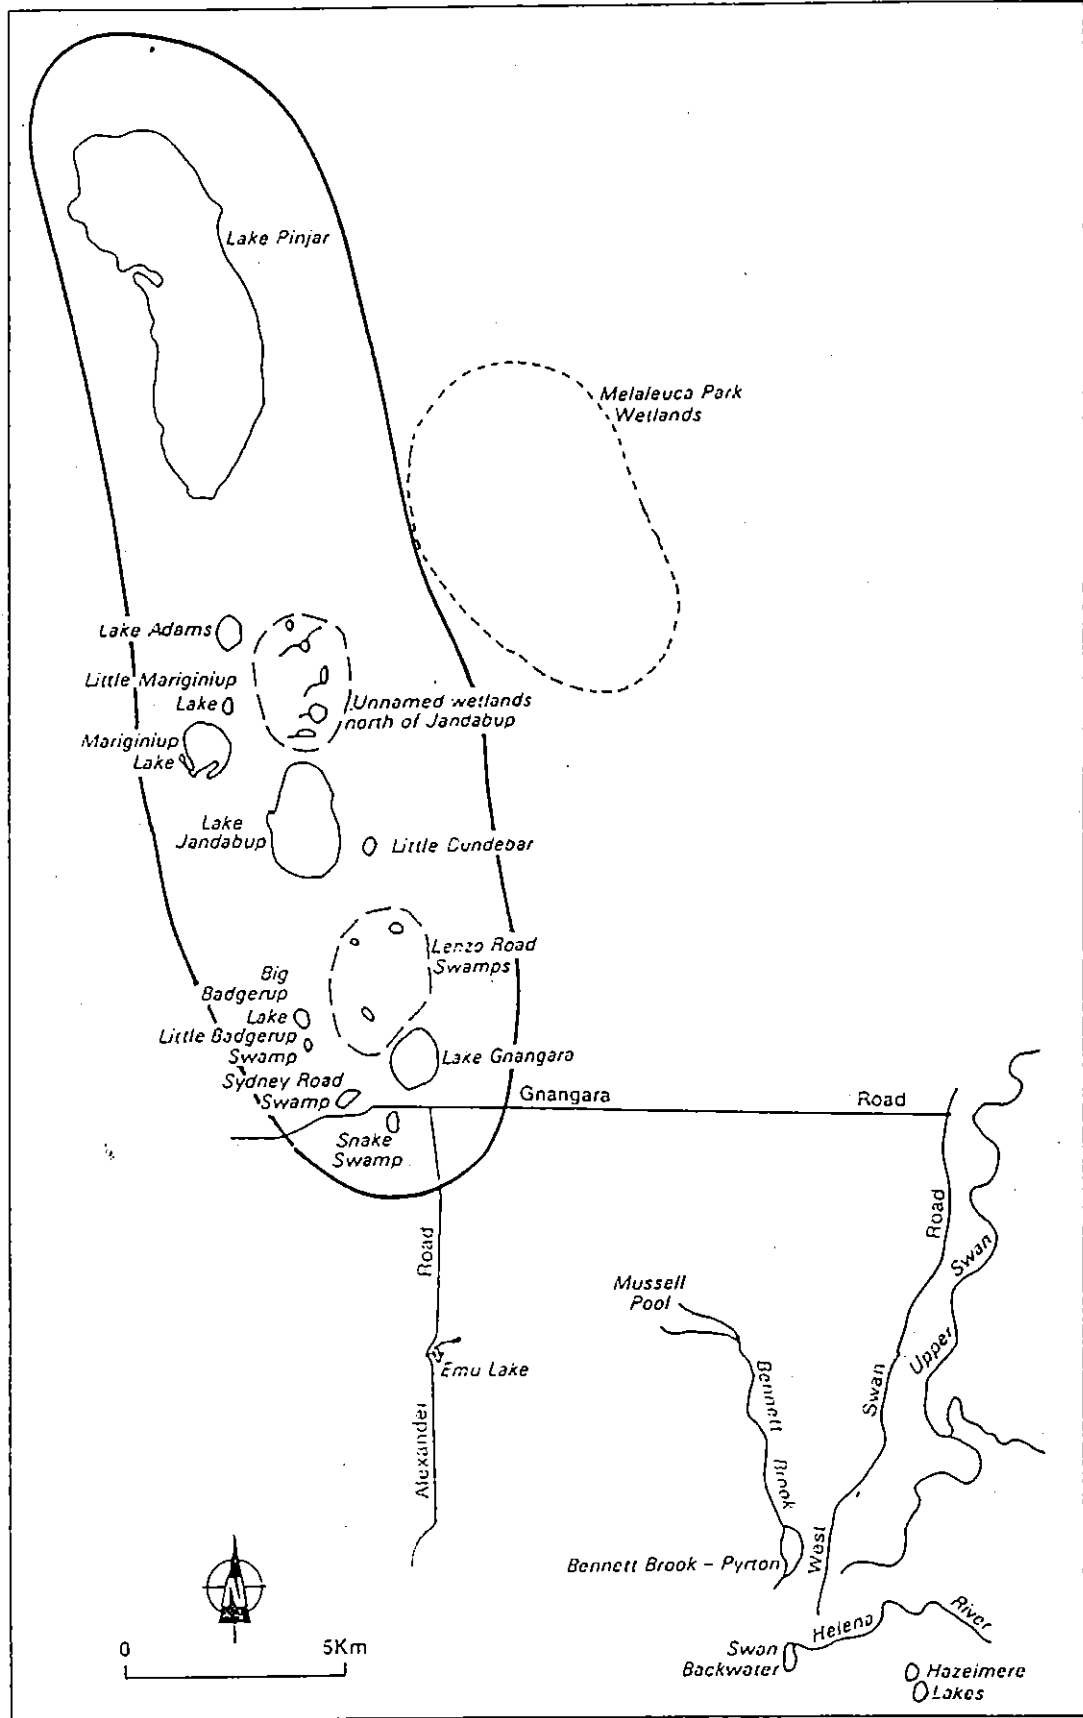 Lake Pinjar
Melaleuca Park
Wetlands
Lake Adams
Little Mariginiup
Lake
Unnamed wetlands
north of Jandabup
Mariginiup
Lake
Lake
Jandabup
Little Dundebar
Lenzo Road
Swamps
Big
Badgerup
Lake
Little Badgerup
Swamp
Lake Gnangara
Sydney Road
Swamp
Gnangara Road
Snake
Swamp
Road
Alexander
Emu Lake
Mussell
Pool
Bennett
Brook
Road
Swan
West
Swan
Upper
Bennett Brook - Pyrton
Helena River
Swan
Backwater
Hazelmere
Lakes
N
0 5Km